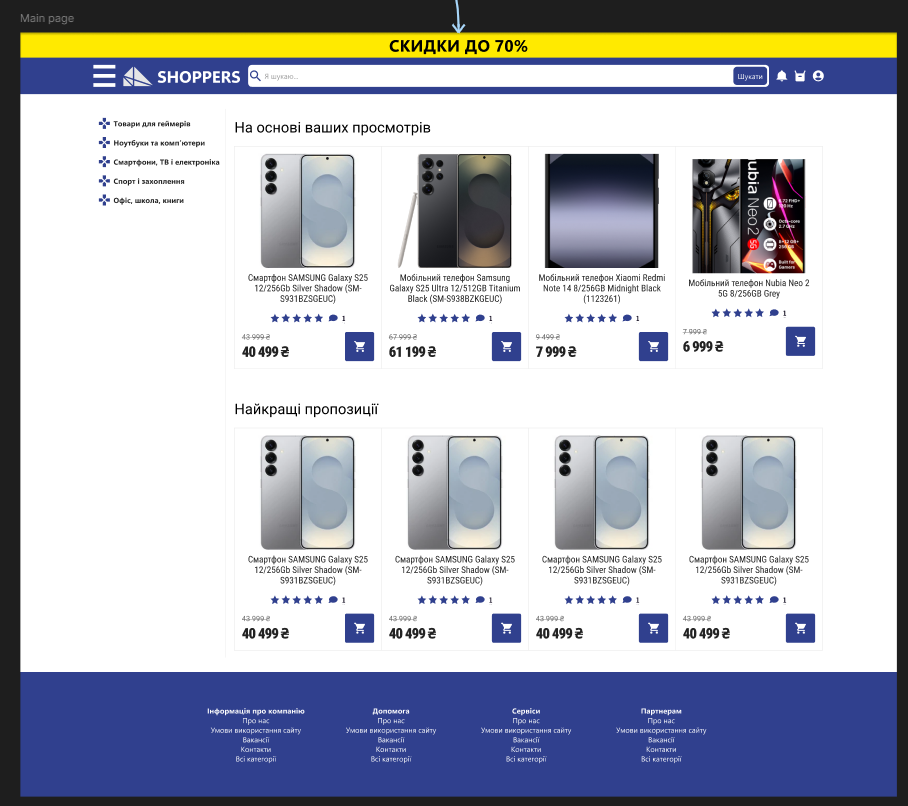 Main page
СКИДКИ ДО 70%
SHOPPERS
Я шукаю...
Шукати
Товари для геймерів
Ноутбуки та комп'ютери
Смартфони, ТВ і електроніка
Спорт і захоплення
Офіс, школа, книги
На основі ваших просмотрів
Смартфон SAMSUNG Galaxy S25
12/256Gb Silver Shadow (SM-
S931BZSGEUC)
1
43 999 ₴
40 499 ₴
Мобільний телефон Samsung
Galaxy S25 Ultra 12/512GB Titanium
Black (SM-S938BZKGEUC)
1
67 999 ₴
61 199 ₴
Мобільний телефон Xiaomi Redmi
Note 14 8/256GB Midnight Black
(1123261)
1
9 499 ₴
7 999 ₴
ubia Neo 2
5G
Мобільний телефон Nubia Neo 2
5G 8/256GB Grey
1
7 999 ₴
6 999 ₴
Найкращі пропозиції
Смартфон SAMSUNG Galaxy S25
12/256Gb Silver Shadow (SM-
S931BZSGEUC)
1
43 999 ₴
40 499 ₴
Смартфон SAMSUNG Galaxy S25
12/256Gb Silver Shadow (SM-
S931BZSGEUC)
1
43 999 ₴
40 499 ₴
Смартфон SAMSUNG Galaxy S25
12/256Gb Silver Shadow (SM-
S931BZSGEUC)
1
43 999 ₴
40 499 ₴
Смартфон SAMSUNG Galaxy S25
12/256Gb Silver Shadow (SM-
S931BZSGEUC)
1
43 999 ₴
40 499 ₴
Інформація про компанію
Про нас
Умови використання сайту
Вакансії
Контакти
Всі категорії
Допомога
Про нас
Умови використання сайту
Вакансії
Контакти
Всі категорії
Сервіси
Про нас
Умови використання сайту
Вакансії
Контакти
Всі категорії
Партнерам
Про нас
Умови використання сайту
Вакансії
Контакти
Всі категорії